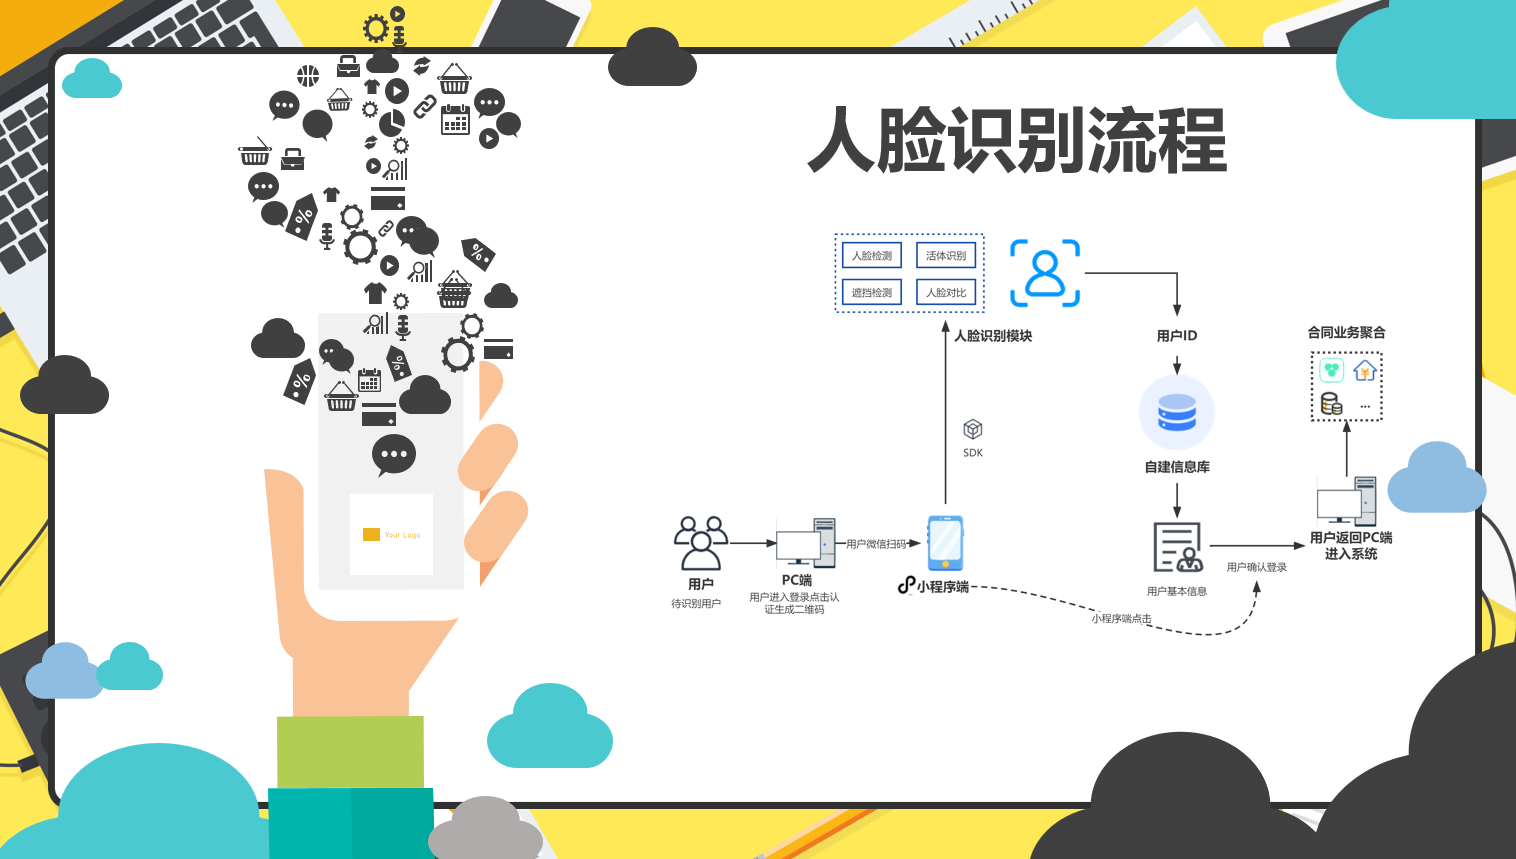 人脸识别流程
人脸检测
活体识别
遮挡检测
人脸对比
人脸识别模块
用户ID
合同业务聚合
...
SDK
自建信息库
用户微信扫码
用户返回PC端
进入系统
用户
待识别用户
PC端
用户进入登录点击认
证生成二维码
小程序端
用户基本信息
用户确认登录
小程序端点击
Your Logo
%
%
%
%
¥